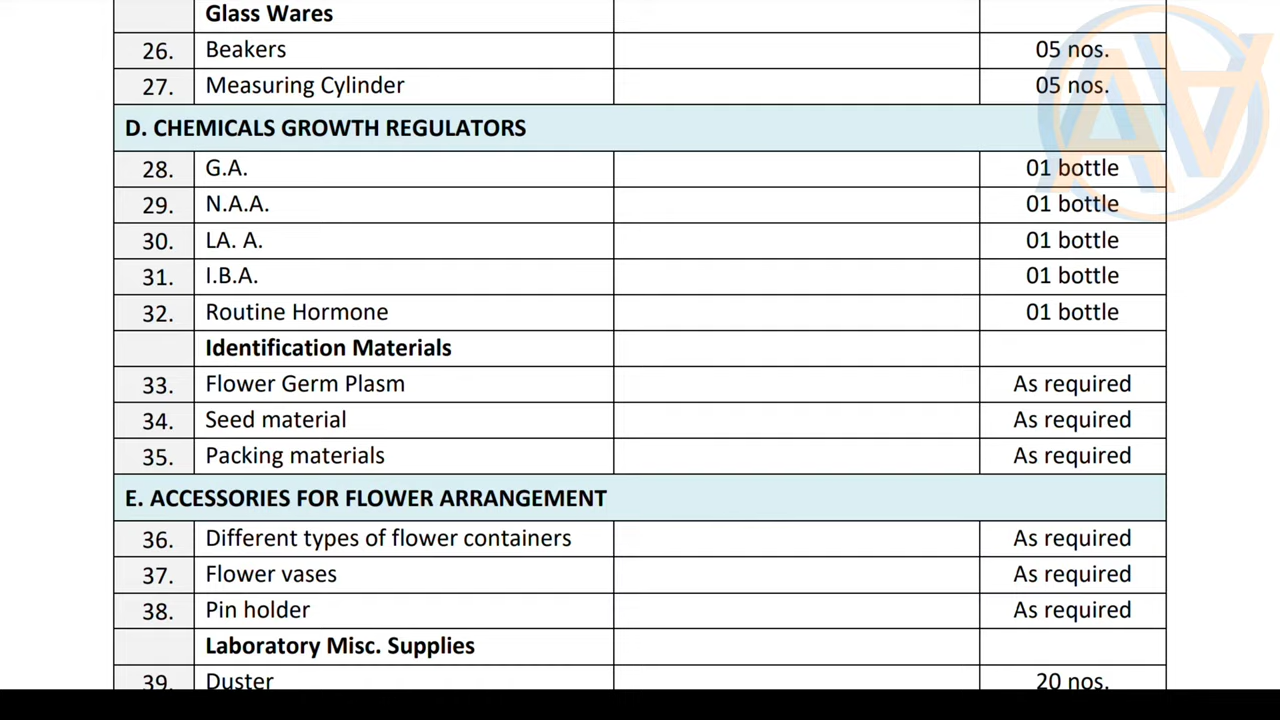 Glass Wares
26. Beakers 05 nos.
27. Measuring Cylinder 05 nos.
D. CHEMICALS GROWTH REGULATORS
28. G.A. 01 bottle
29. N.A.A. 01 bottle
30. LA. A. 01 bottle
31. I.B.A. 01 bottle
32. Routine Hormone 01 bottle
Identification Materials
33. Flower Germ Plasm As required
34. Seed material As required
35. Packing materials As required
E. ACCESSORIES FOR FLOWER ARRANGEMENT
36. Different types of flower containers As required
37. Flower vases As required
38. Pin holder As required
Laboratory Misc. Supplies
39. Duster 20 nos.